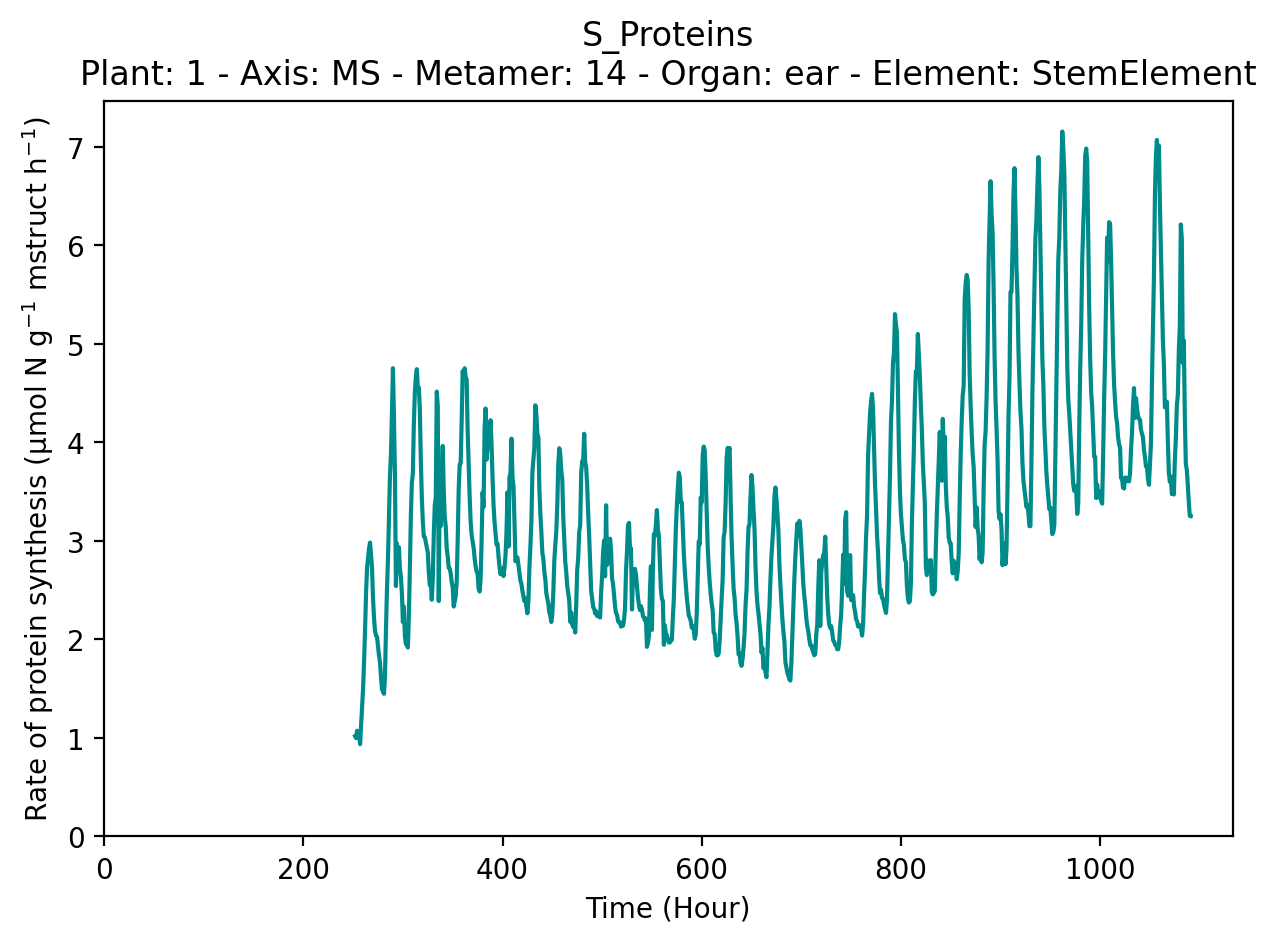 S_Proteins
Plant: 1 - Axis: MS - Metamer: 14 - Organ: ear - Element: StemElement
Rate of protein synthesis (µmol N g⁻¹ mstruct h⁻¹)
7
6
5
4
3
2
1
0
0 200 400 600 800 1000
Time (Hour)